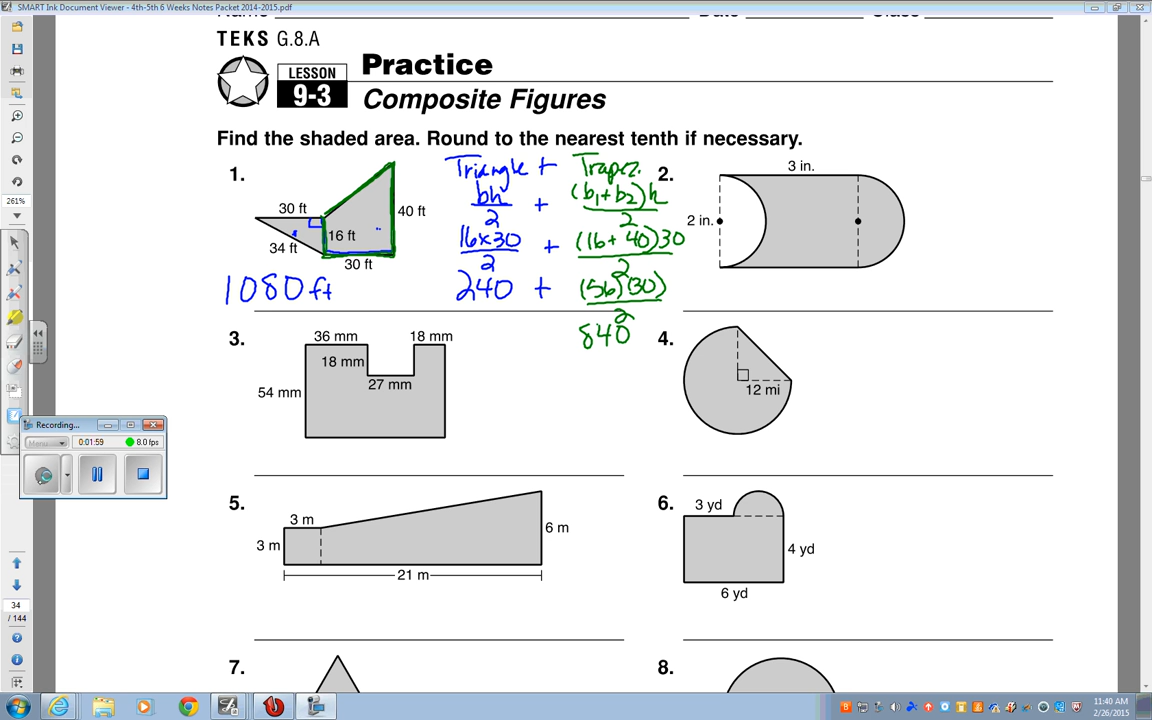 SMART Ink Document Viewer - 4th-5th 6 Weeks Notes Packet 2014-2015.pdf
Name
Date
Class
TEKS G.8.A
LESSON
9-3
Practice
Composite Figures
Find the shaded area. Round to the nearest tenth if necessary.
1.
30 ft
40 ft
16 ft
34 ft
30 ft
1080 ft
Triangle + Trapez.
bh/2 + (b1+b2)h/2
16x30/2 + (16+40)30/2
240 + (56)(30)/2
840
2.
3 in.
2 in.
3.
36 mm
18 mm
18 mm
27 mm
54 mm
4.
12 mi
5.
3 m
3 m
6 m
21 m
6.
3 yd
4 yd
6 yd
7.
8.
261%
34
/ 144
Recording...
Menu
0:01:59
8.0 fps
11:40 AM
2/26/2015